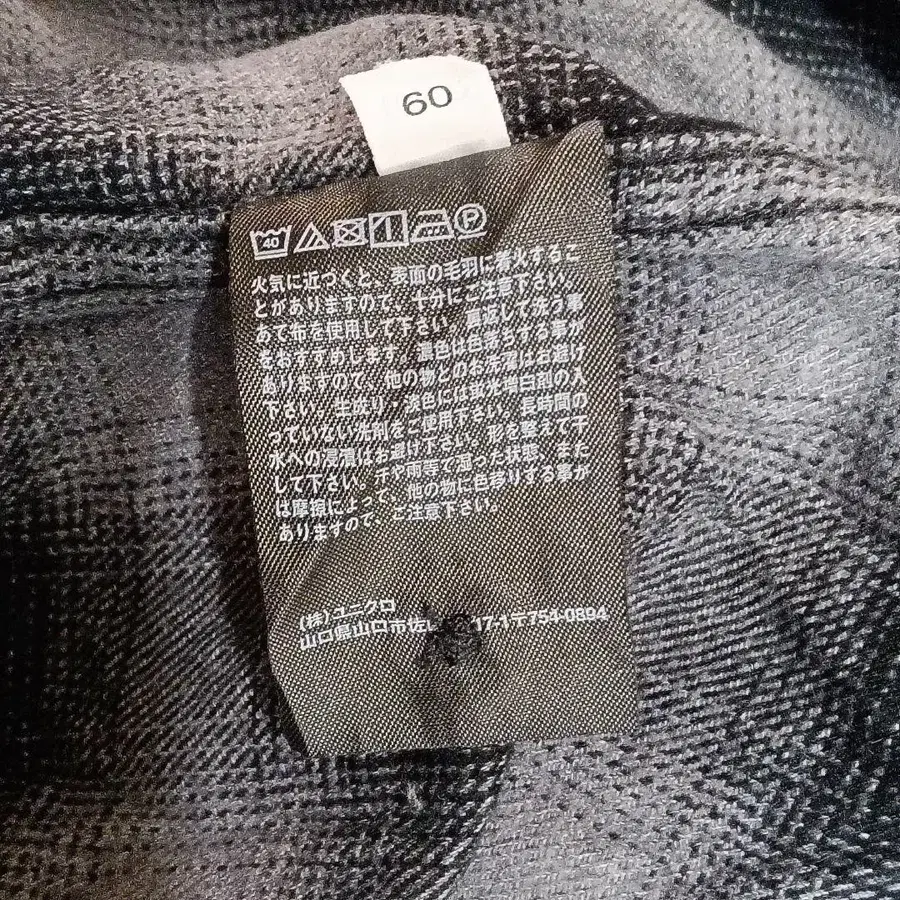 60
40 P
火気に近づくと、表面の毛羽に着火するこ
とがありますので、十分にご注意下さい。
あて布を使用して下さい。裏返して洗う事
をおすすめします。濃色は色落ちする事が
ありますので、他の物とのお洗濯はお避け
下さい。生成り/淡色には蛍光増白剤の入
っていない洗剤をご使用下さい。長時間の
水への浸漬はお避け下さい。形を整えて干
して下さい。汗や雨等で湿った状態、また
は摩擦によって、他の物に色移りする事が
ありますので、ご注意下さい。
(株)ユニクロ
山口県山口市佐 17-1〒754-0894